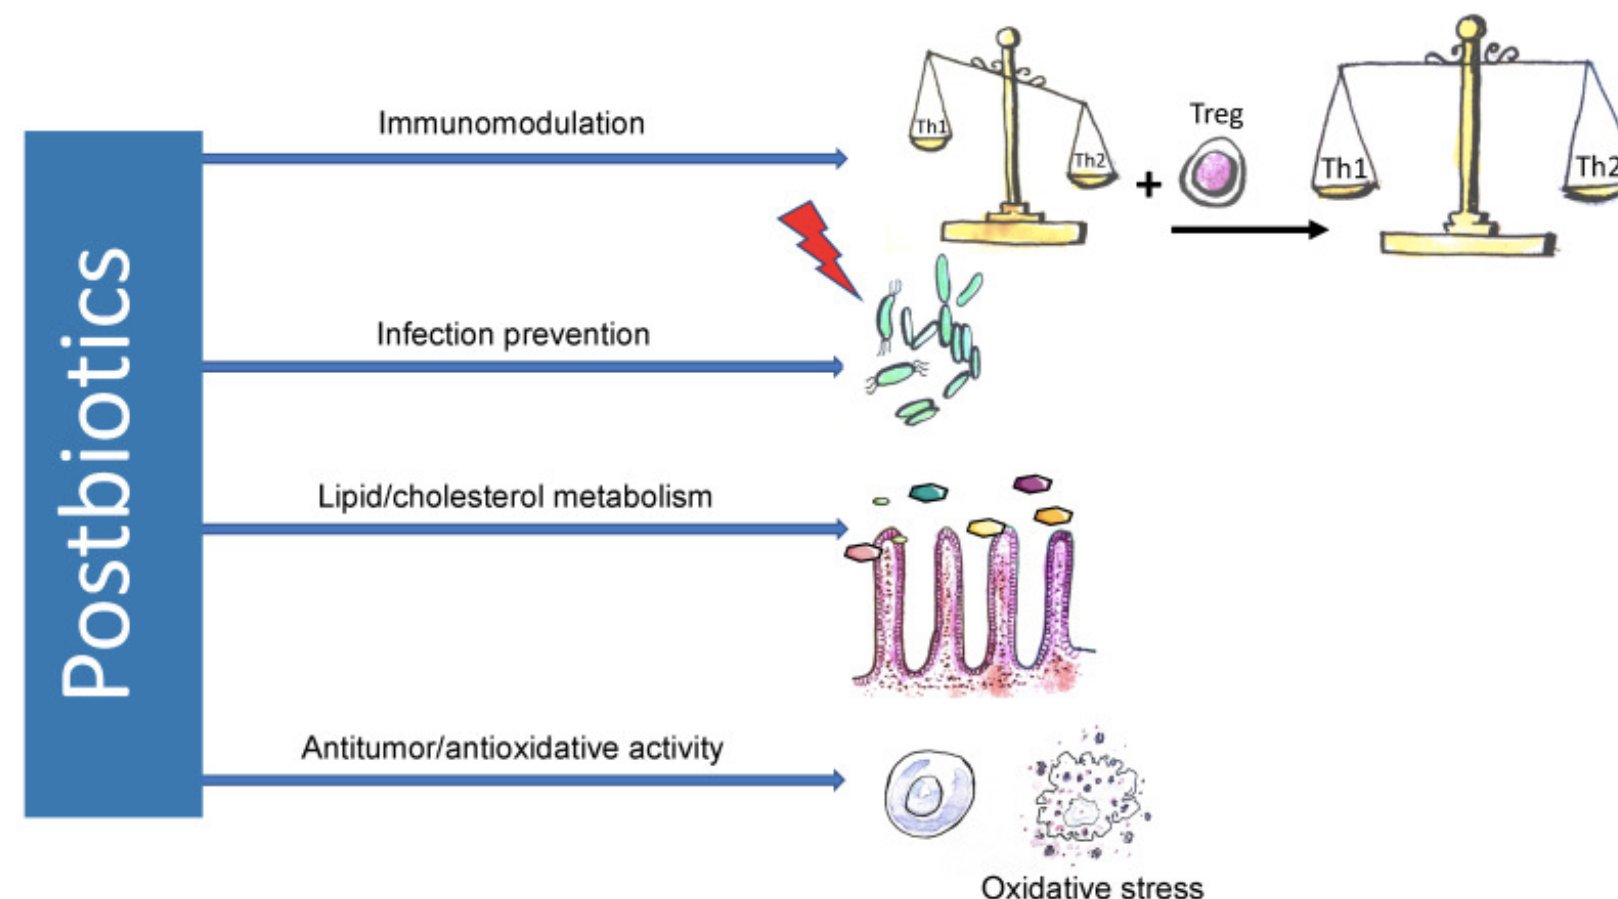 Postbiotics
Immunomodulation
Th1
Th2
+
Treg
Th1
Th2
Infection prevention
Lipid/cholesterol metabolism
Antitumor/antioxidative activity
Oxidative stress